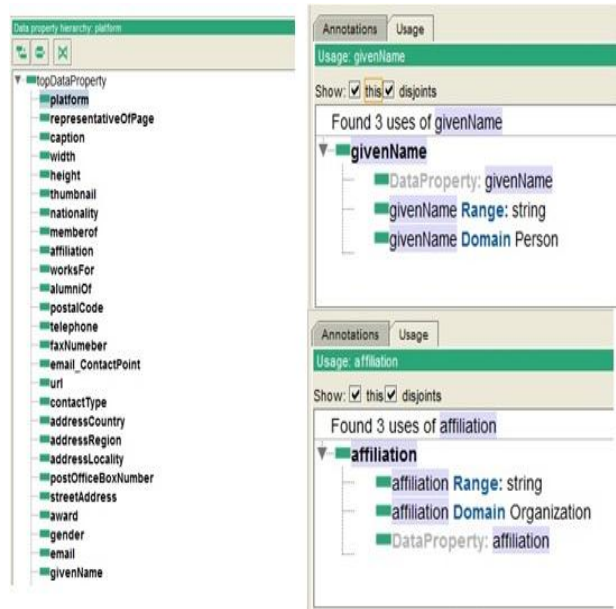 Data property hierarchy: platform
topDataProperty
platform
representativeOfPage
caption
width
height
thumbnail
nationality
memberof
affiliation
worksFor
alumniOf
postalCode
telephone
faxNumeber
email_ContactPoint
url
contactType
addressCountry
addressRegion
addressLocality
postOfficeBoxNumber
streetAddress
award
gender
email
givenName
Annotations Usage
Usage: givenName
Show: this disjoints
Found 3 uses of givenName
givenName
DataProperty: givenName
givenName Range: string
givenName Domain Person
Annotations Usage
Usage: affiliation
Show: this disjoints
Found 3 uses of affiliation
affiliation
affiliation Range: string
affiliation Domain Organization
DataProperty: affiliation